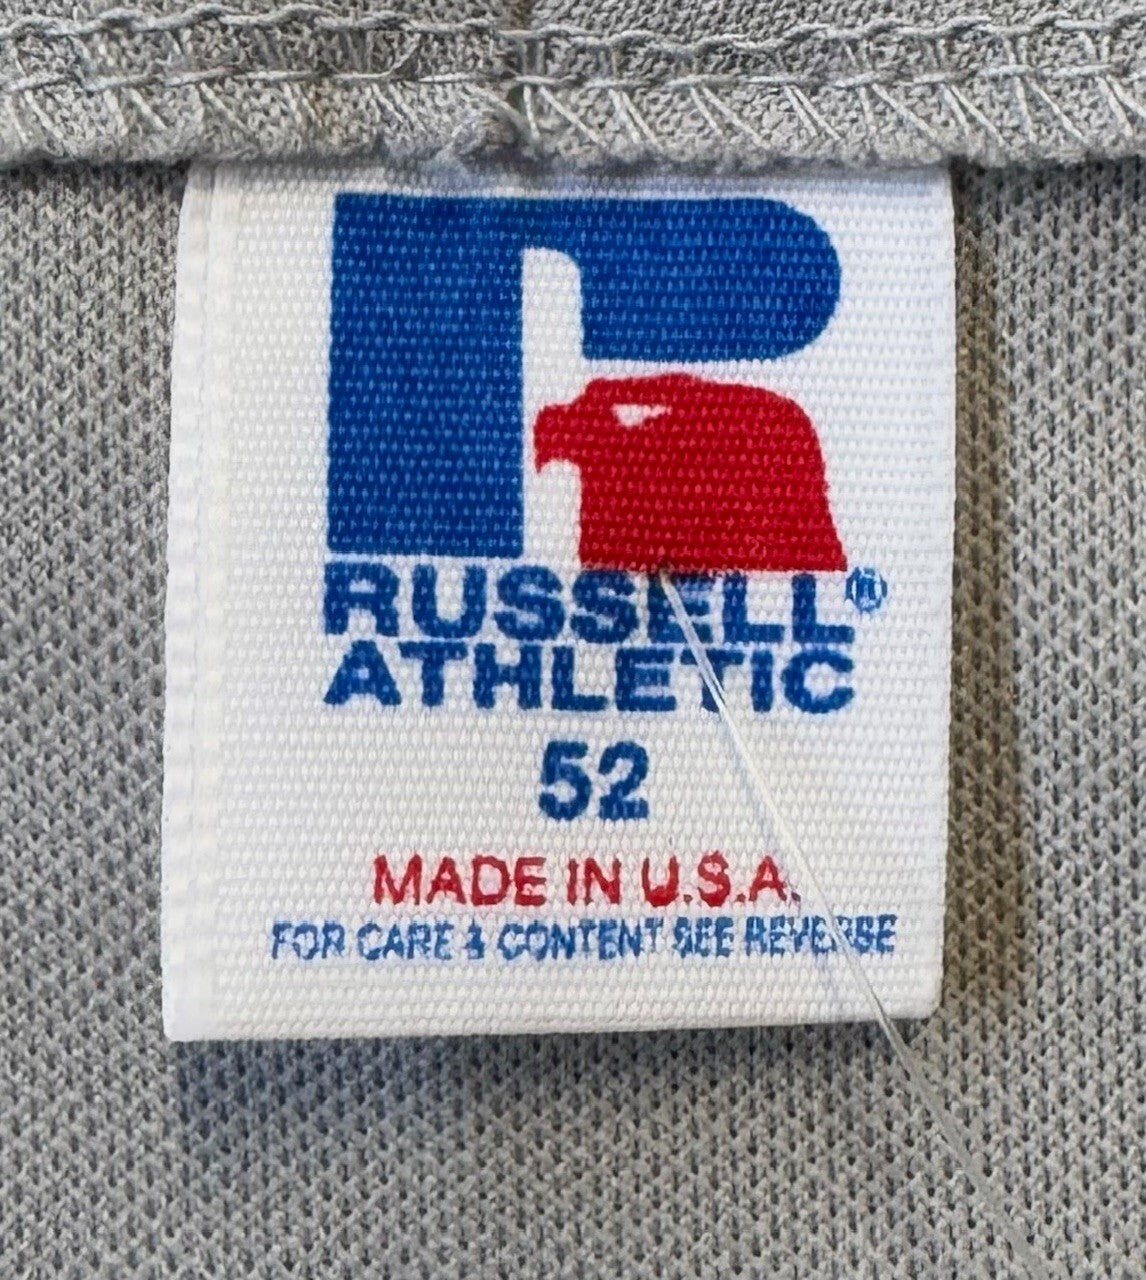 RUSSELL®
ATHLETIC
52
MADE IN U.S.A.
FOR CARE & CONTENT SEE REVERSE